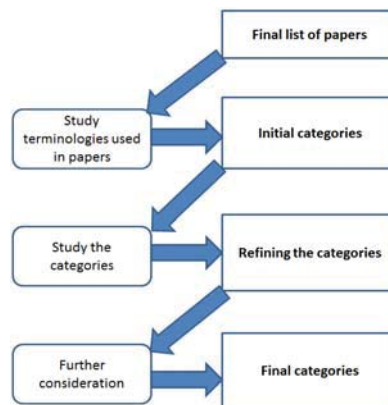 Final list of papers
Study
terminologies used
in papers
Initial categories
Study the
categories
Refining the categories
Further
consideration
Final categories